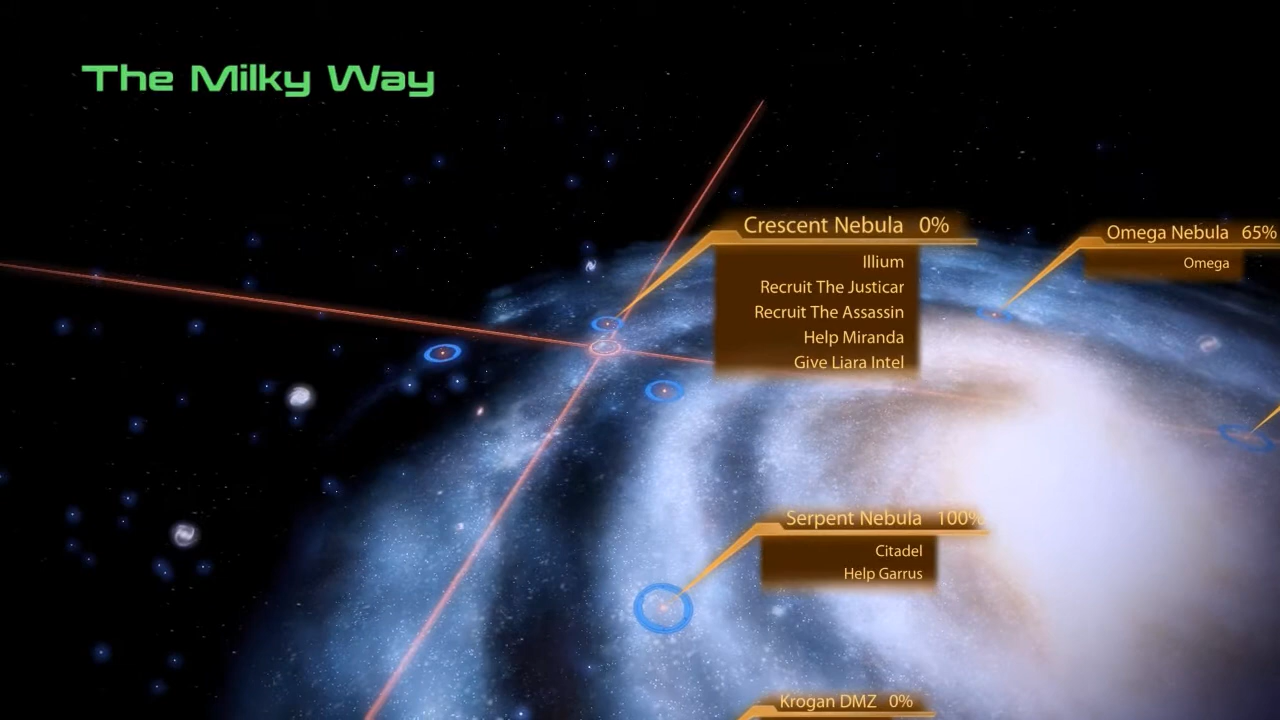 The Milky Way
Crescent Nebula 0%
Illium
Recruit The Justicar
Recruit The Assassin
Help Miranda
Give Liara Intel
Omega Nebula 65%
Omega
Serpent Nebula 100%
Citadel
Help Garrus
Krogan DMZ 0%